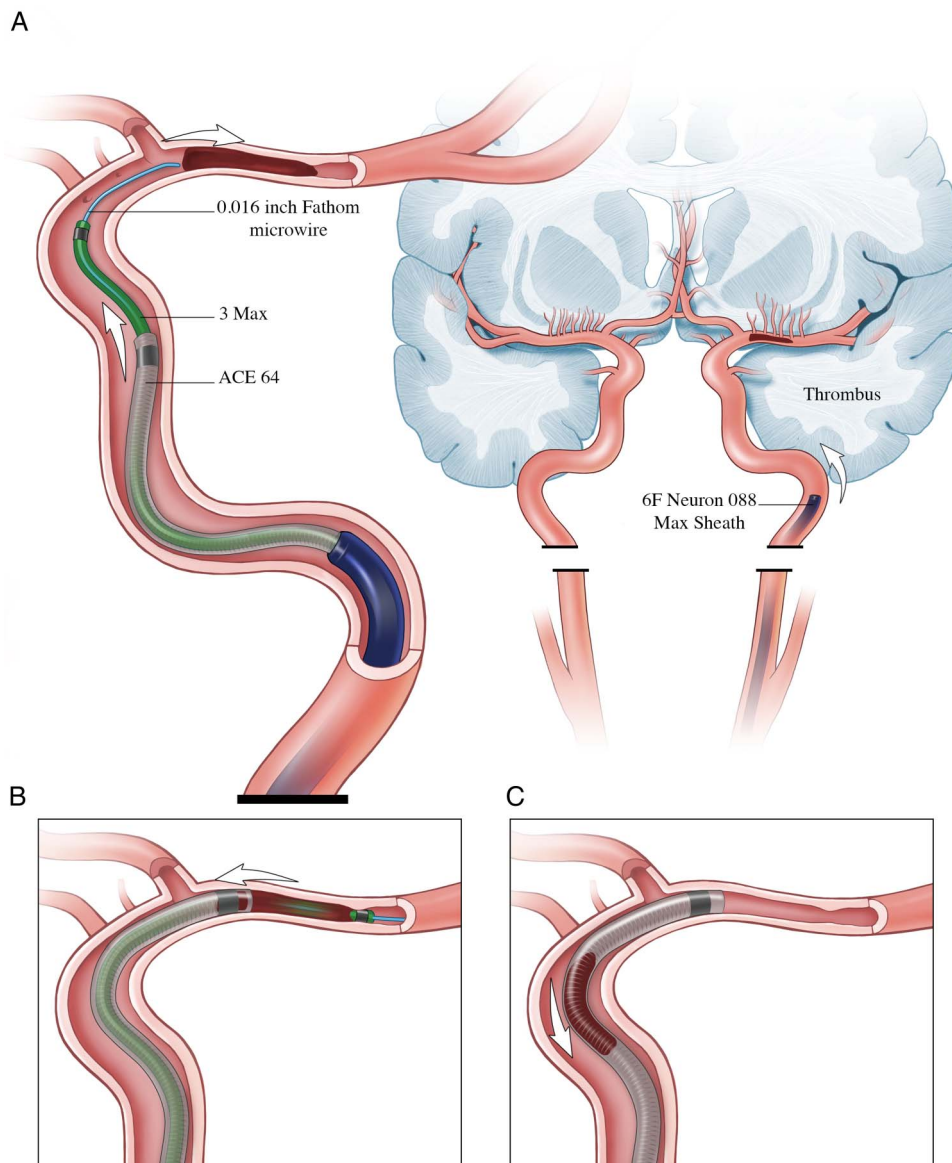 A
0.016 inch Fathom
microwire
3 Max
ACE 64
Thrombus
6F Neuron 088
Max Sheath
B
C